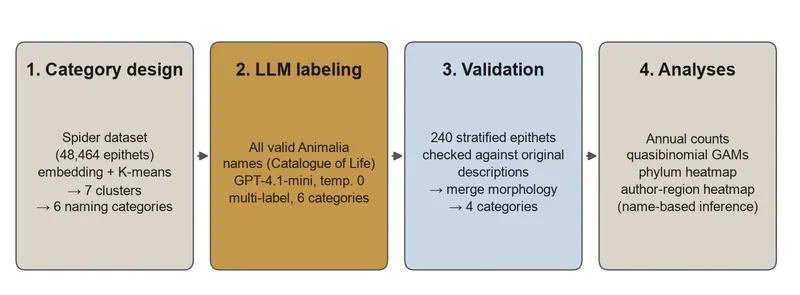 1. Category design
Spider dataset
(48,464 epithets)
embedding + K-means
→ 7 clusters
→ 6 naming categories
2. LLM labeling
All valid Animalia
names (Catalogue of Life)
GPT-4.1-mini, temp. 0
multi-label, 6 categories
3. Validation
240 stratified epithets
checked against original
descriptions
→ merge morphology
→ 4 categories
4. Analyses
Annual counts
quasibinomial GAMs
phylum heatmap
author-region heatmap
(name-based inference)